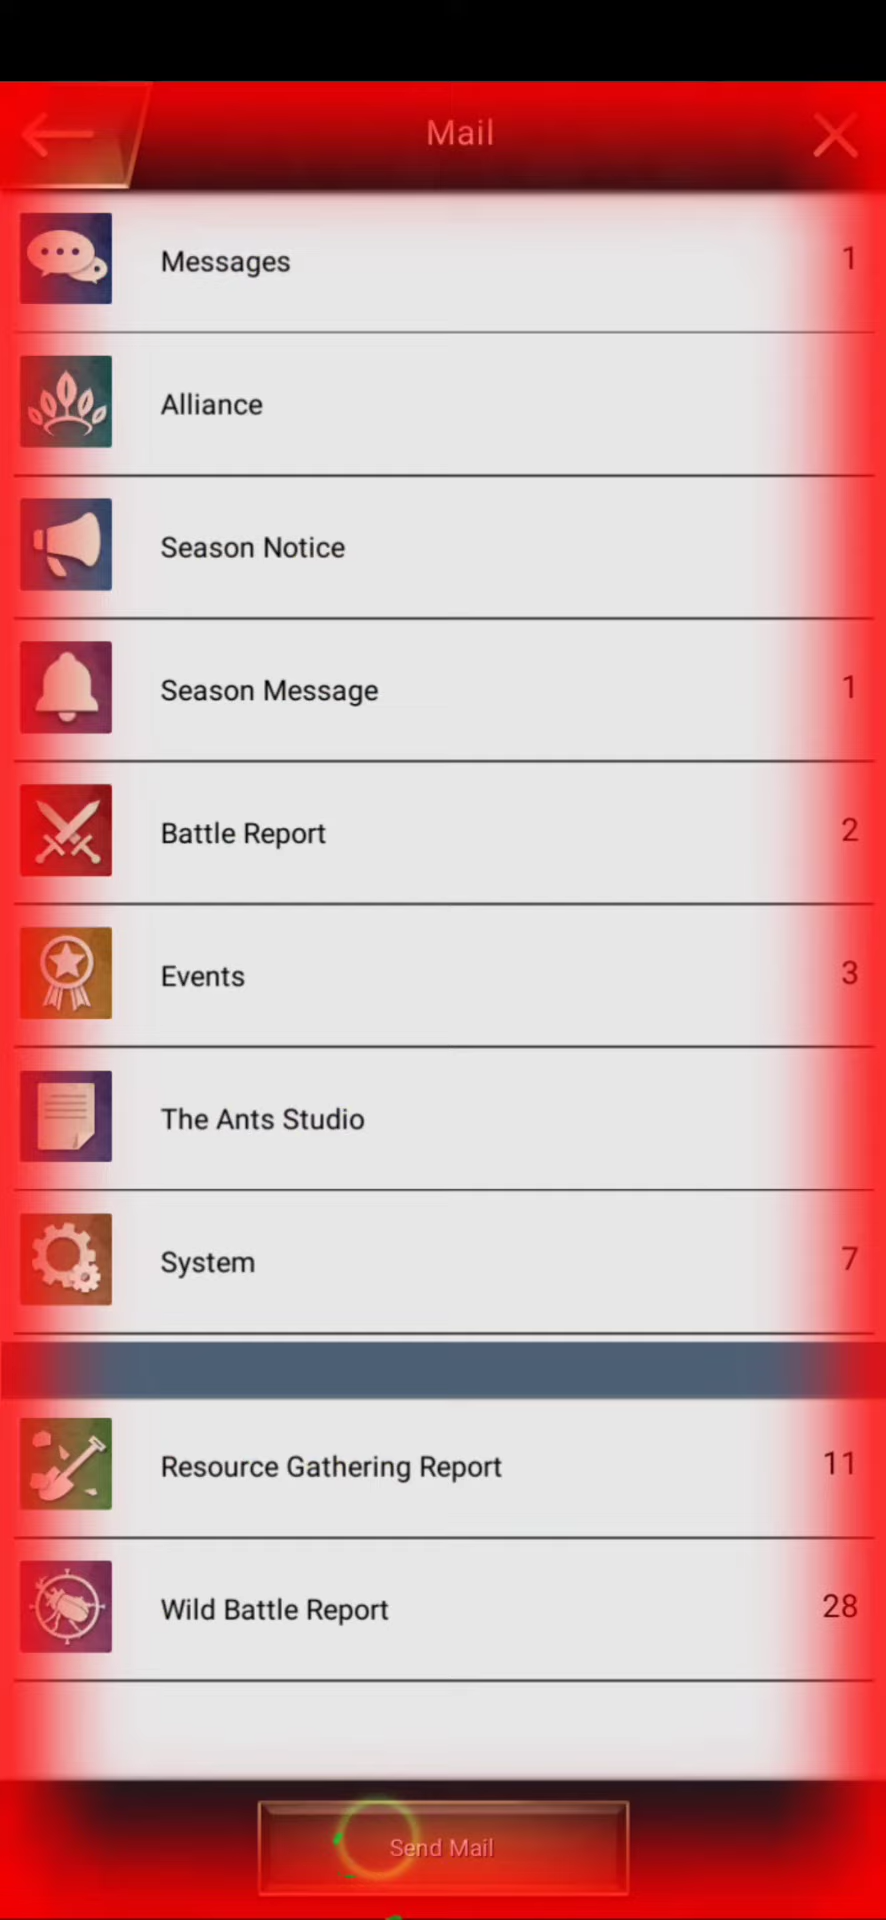 Mail
Messages 1
Alliance
Season Notice
Season Message 1
Battle Report 2
Events 3
The Ants Studio
System 7
Resource Gathering Report 11
Wild Battle Report 28
Send Mail